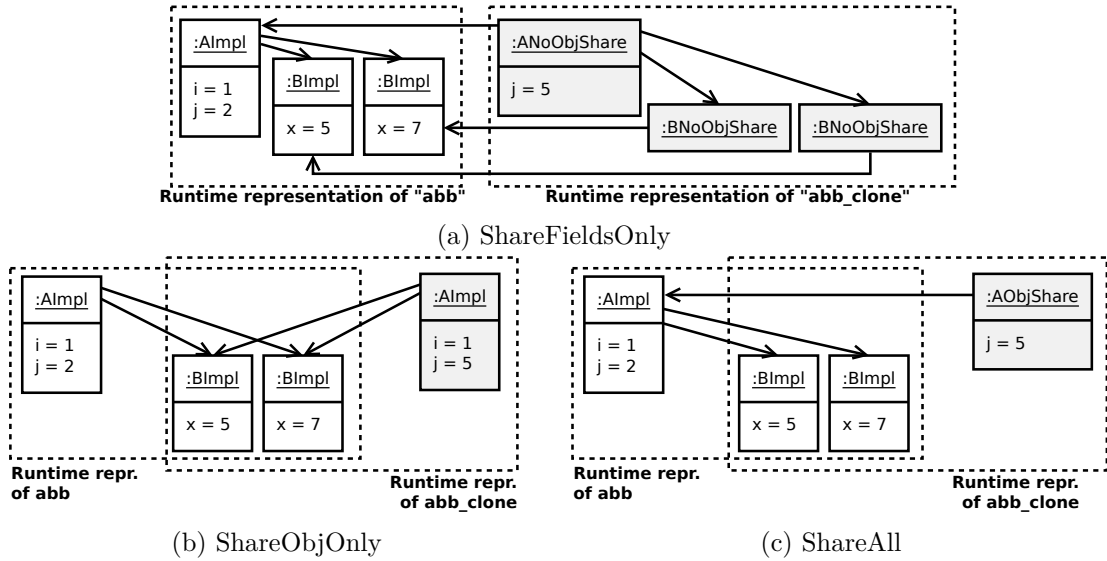 :AImpl
i = 1
j = 2
:BImpl
x = 5
:BImpl
x = 7
:ANoObjShare
j = 5
:BNoObjShare
:BNoObjShare
Runtime representation of "abb"
Runtime representation of "abb_clone"
(a) ShareFieldsOnly
:AImpl
i = 1
j = 2
:BImpl
x = 5
:BImpl
x = 7
:AImpl
i = 1
j = 5
Runtime repr.
of abb
Runtime repr.
of abb_clone
(b) ShareObjOnly
:AImpl
i = 1
j = 2
:BImpl
x = 5
:BImpl
x = 7
:AObjShare
j = 5
Runtime repr.
of abb
Runtime repr.
of abb_clone
(c) ShareAll